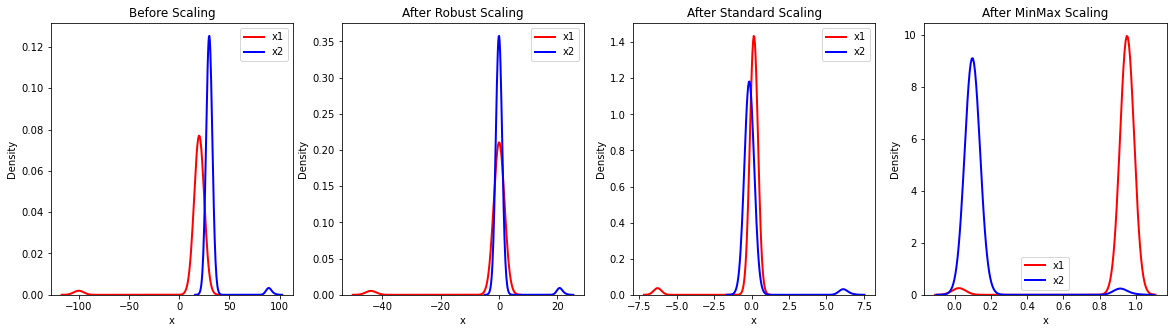 Before Scaling
After Robust Scaling
After Standard Scaling
After MinMax Scaling
Density
0.12
0.10
0.08
0.06
0.04
0.02
0.00
−100
−50
0
50
100
x
x1
x2
Density
0.35
0.30
0.25
0.20
0.15
0.10
0.05
0.00
−40
−20
0
20
x
x1
x2
Density
1.4
1.2
1.0
0.8
0.6
0.4
0.2
0.0
−7.5
−5.0
−2.5
0.0
2.5
5.0
7.5
x
x1
x2
Density
10
8
6
4
2
0
0.0
0.2
0.4
0.6
0.8
1.0
x
x1
x2